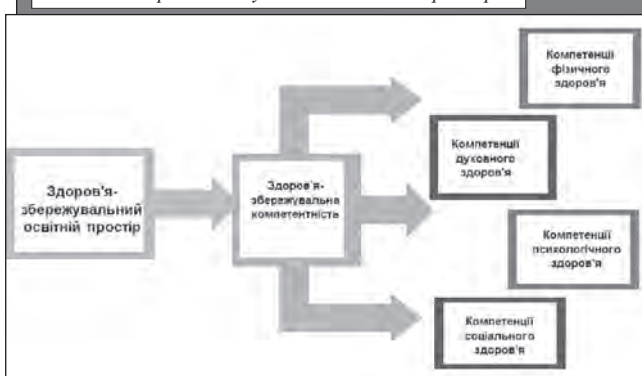 Здоров'я-
збережувальний
освітній простір
Здоров'я-
збережувальна
компетентність
Компетенції
фізичного
здоров'я
Компетенції
духовного
здоров'я
Компетенції
психологічного
здоров'я
Компетенції
соціального
здоров'я